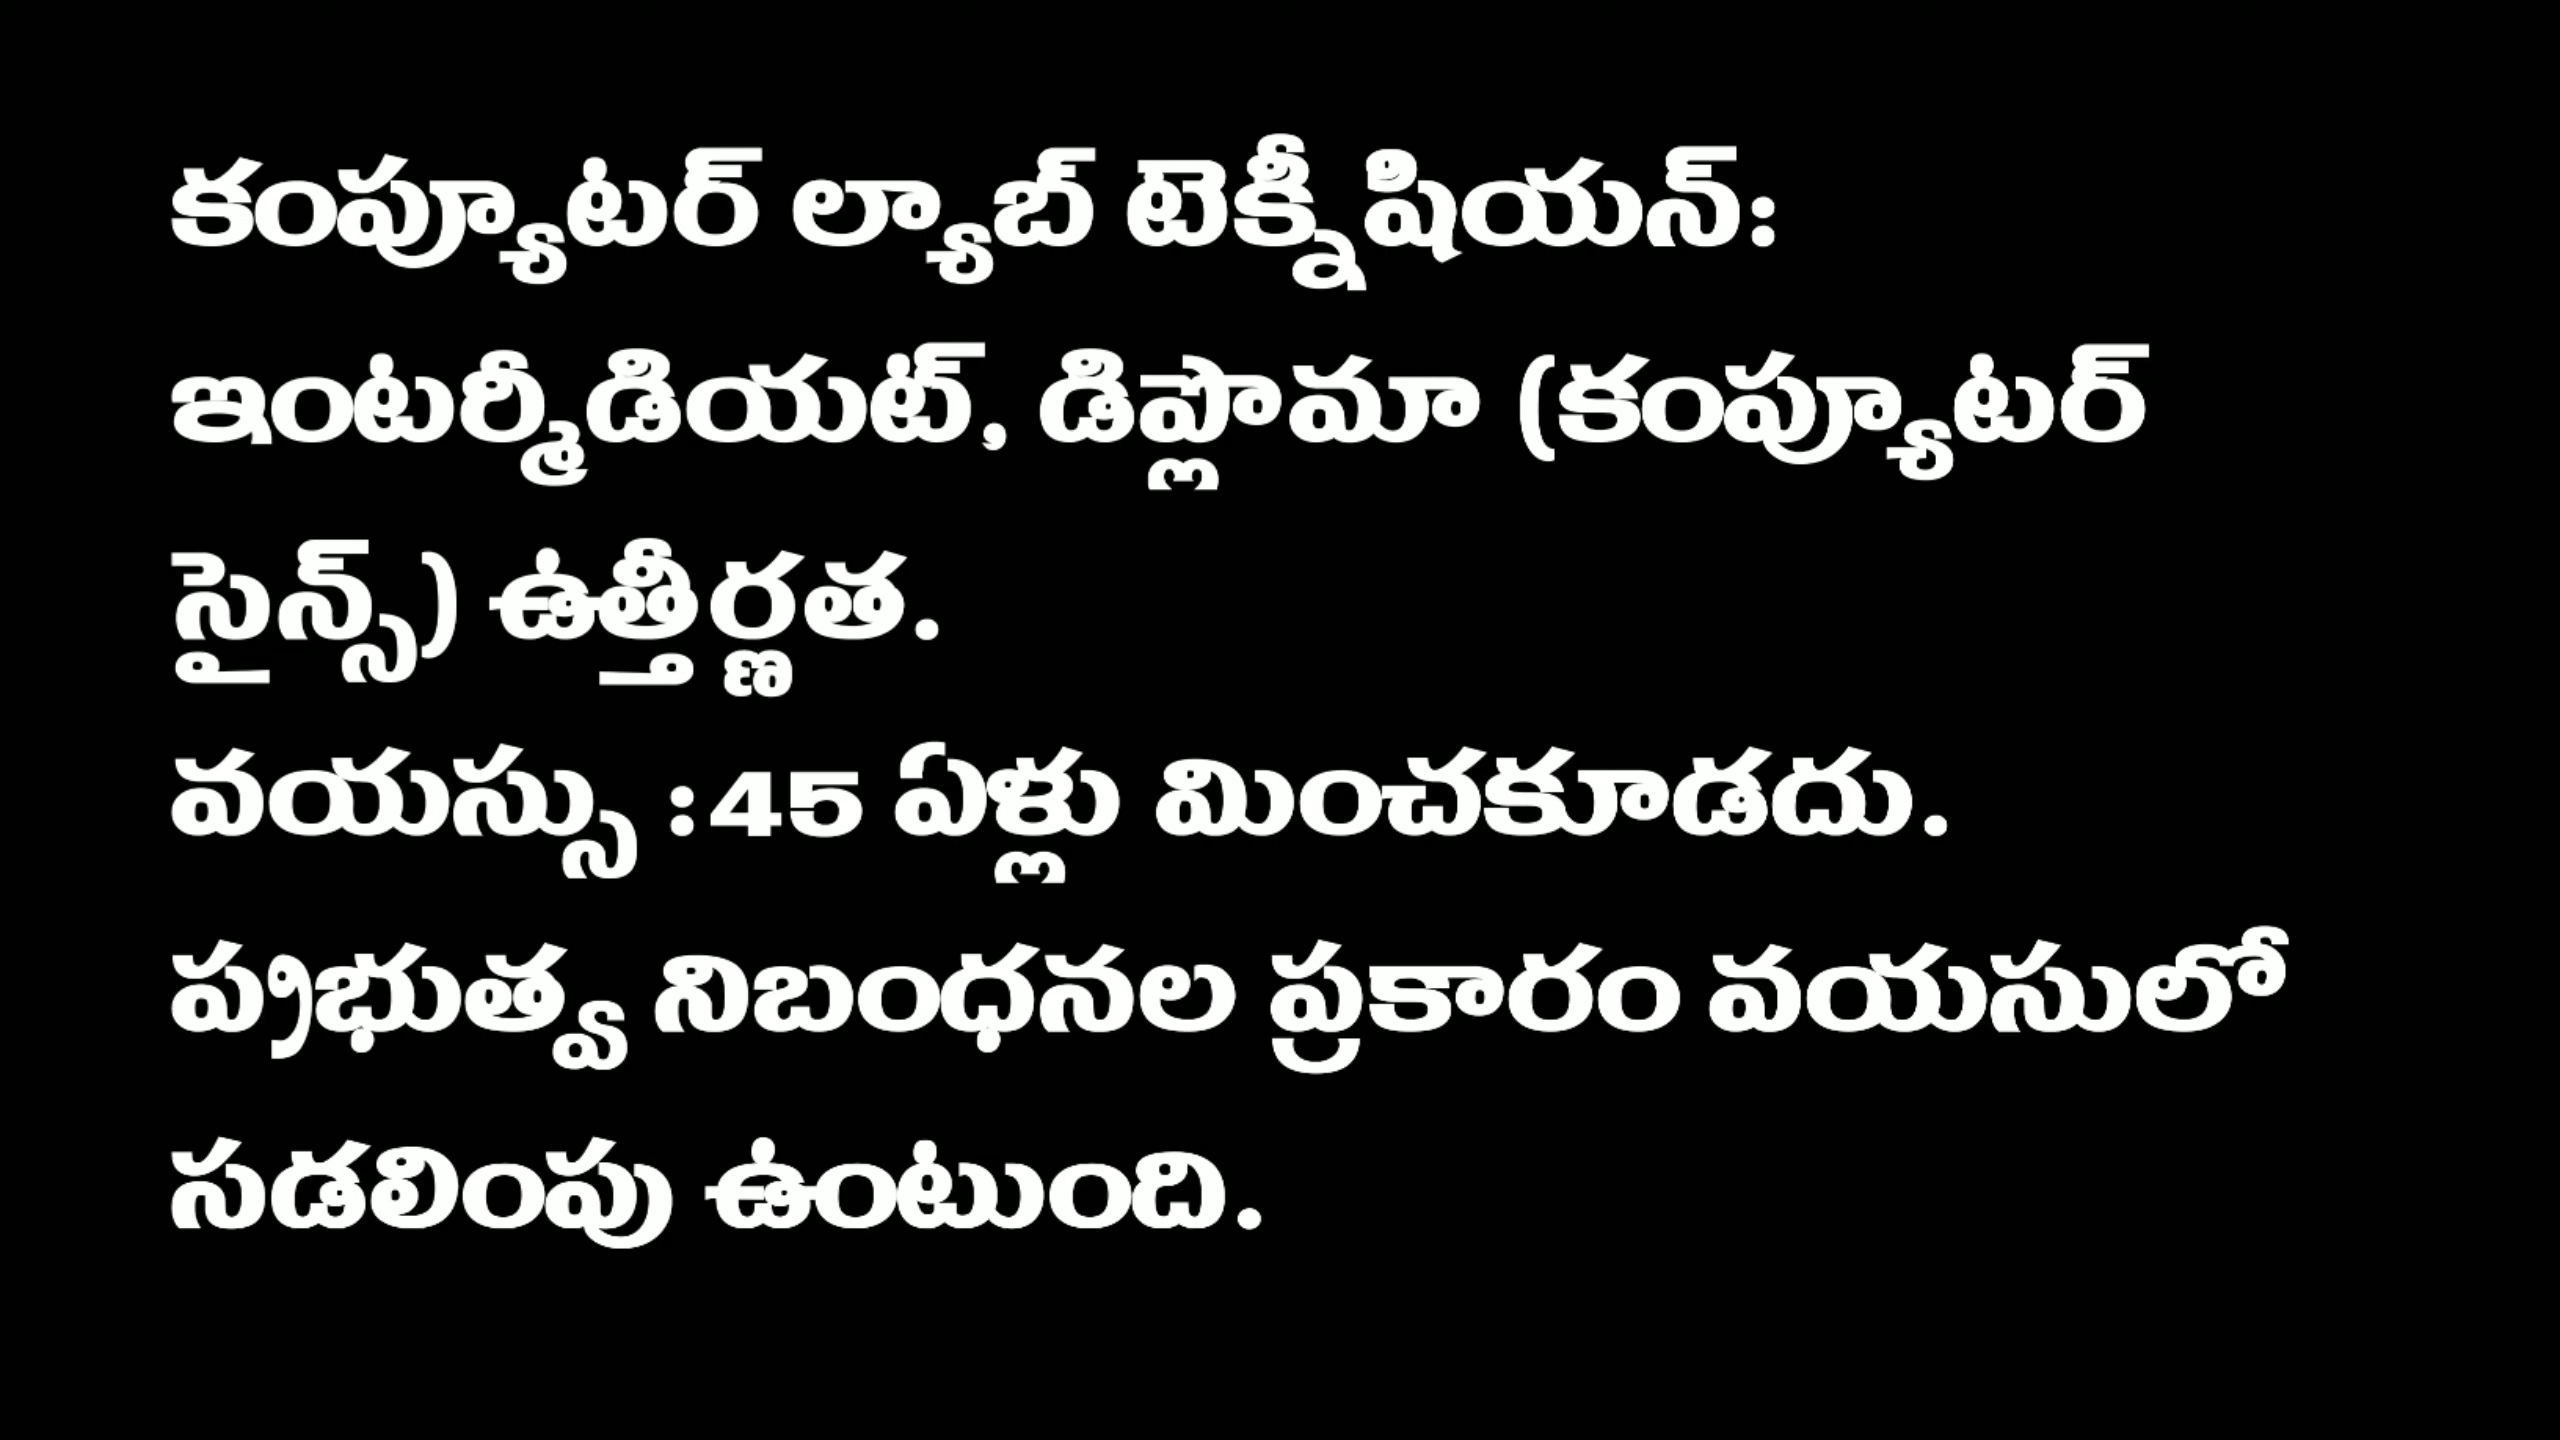 కంప్యూటర్ ల్యాబ్ టెక్నీషియన్:
ఇంటర్మీడియట్, డిప్లొమా (కంప్యూటర్
సైన్స్) ఉత్తీర్ణత.
వయస్సు :45 ఏళ్లు మించకూడదు.
ప్రభుత్వ నిబంధనల ప్రకారం వయసులో
సడలింపు ఉంటుంది.